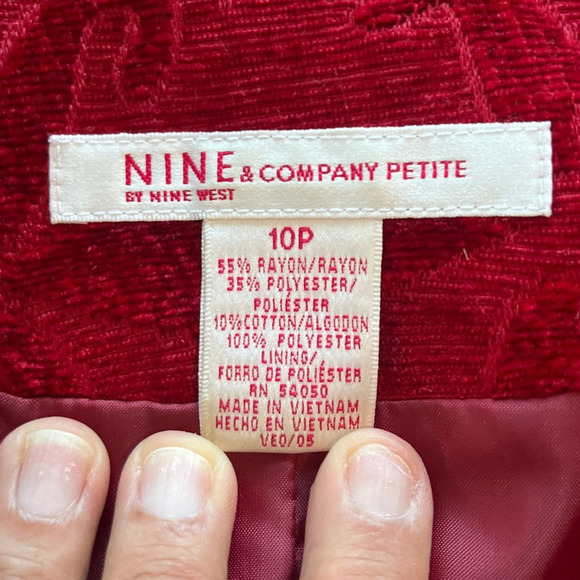 NINE & COMPANY PETITE
BY NINE WEST
10P
55% RAYON/RAYON
35% POLYESTER/
POLIÉSTER
10%COTTON/ALGODON
100% POLYESTER
LINING/
FORRO DE POLIÉSTER
RN 54050
MADE IN VIETNAM
HECHO EN VIETNAM
VEO/05